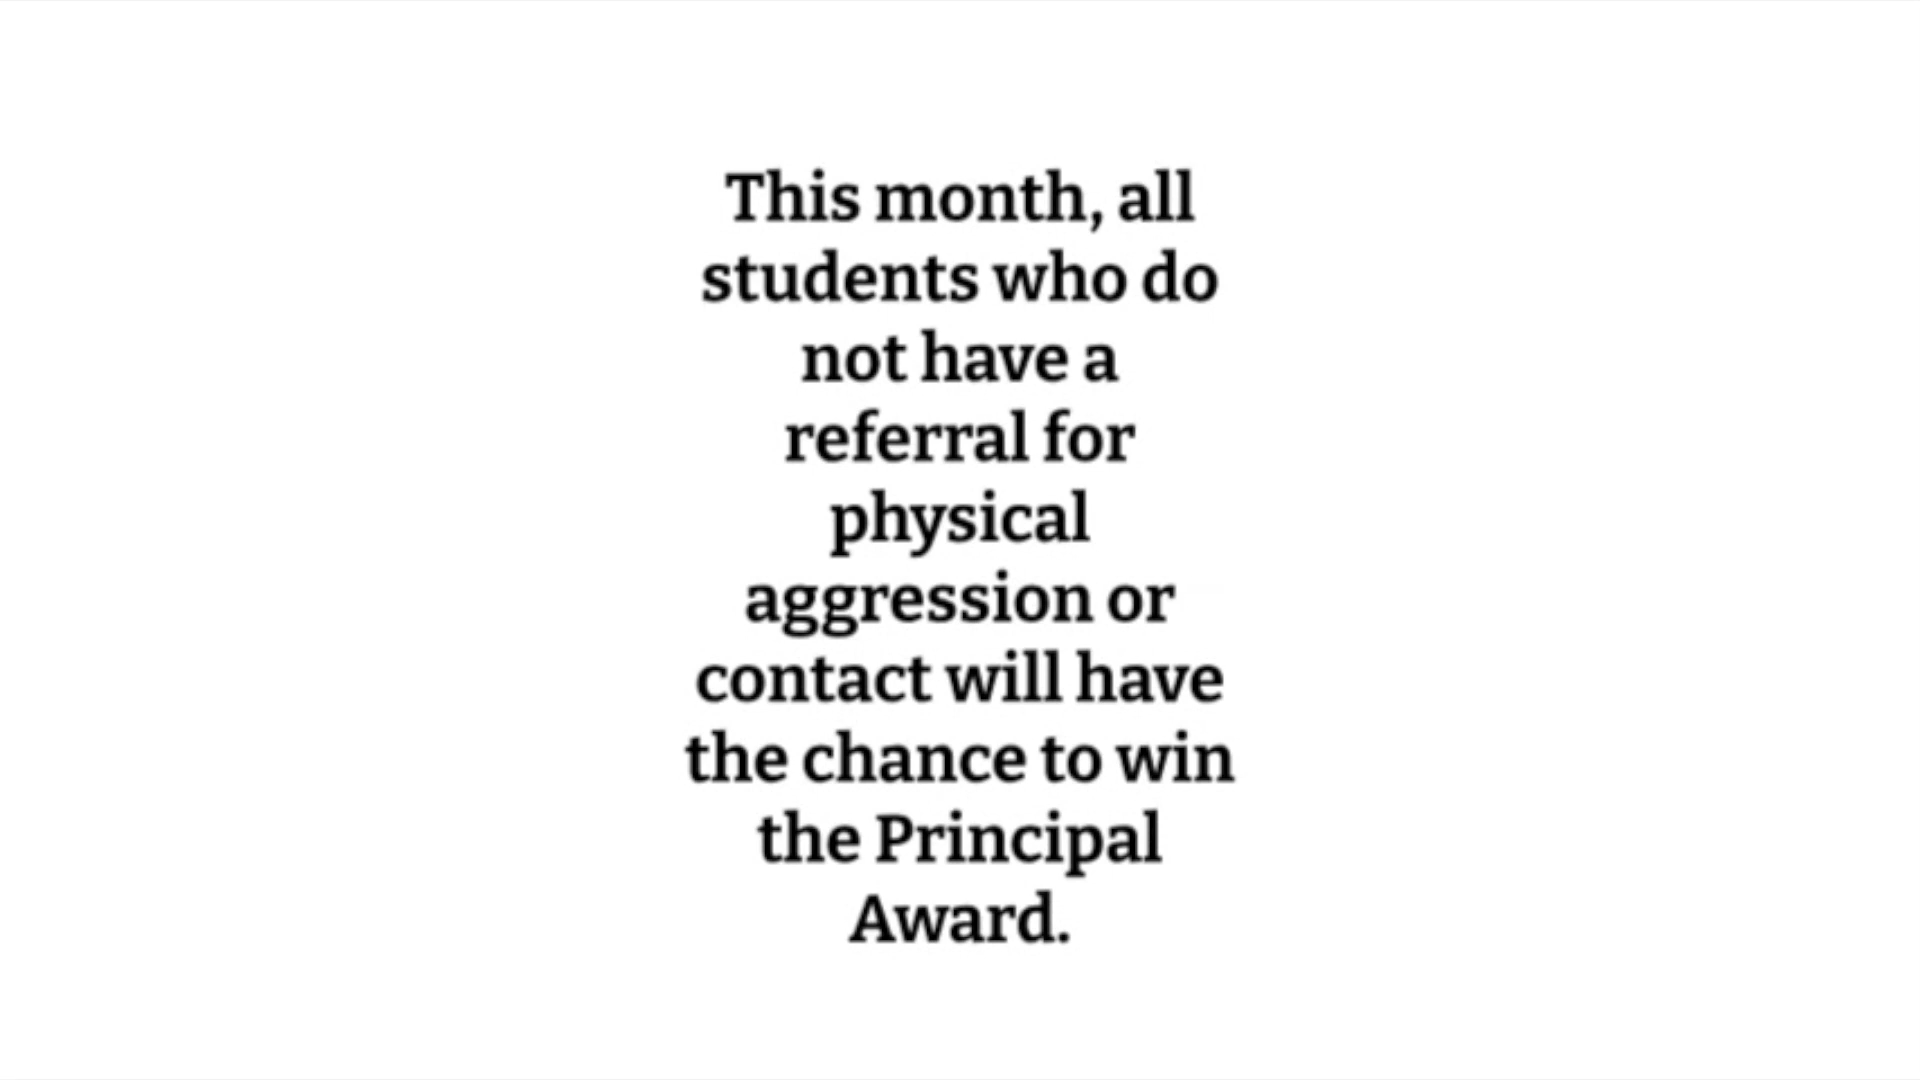 This month, all
students who do
not have a
referral for
physical
aggression or
contact will have
the chance to win
the Principal
Award.